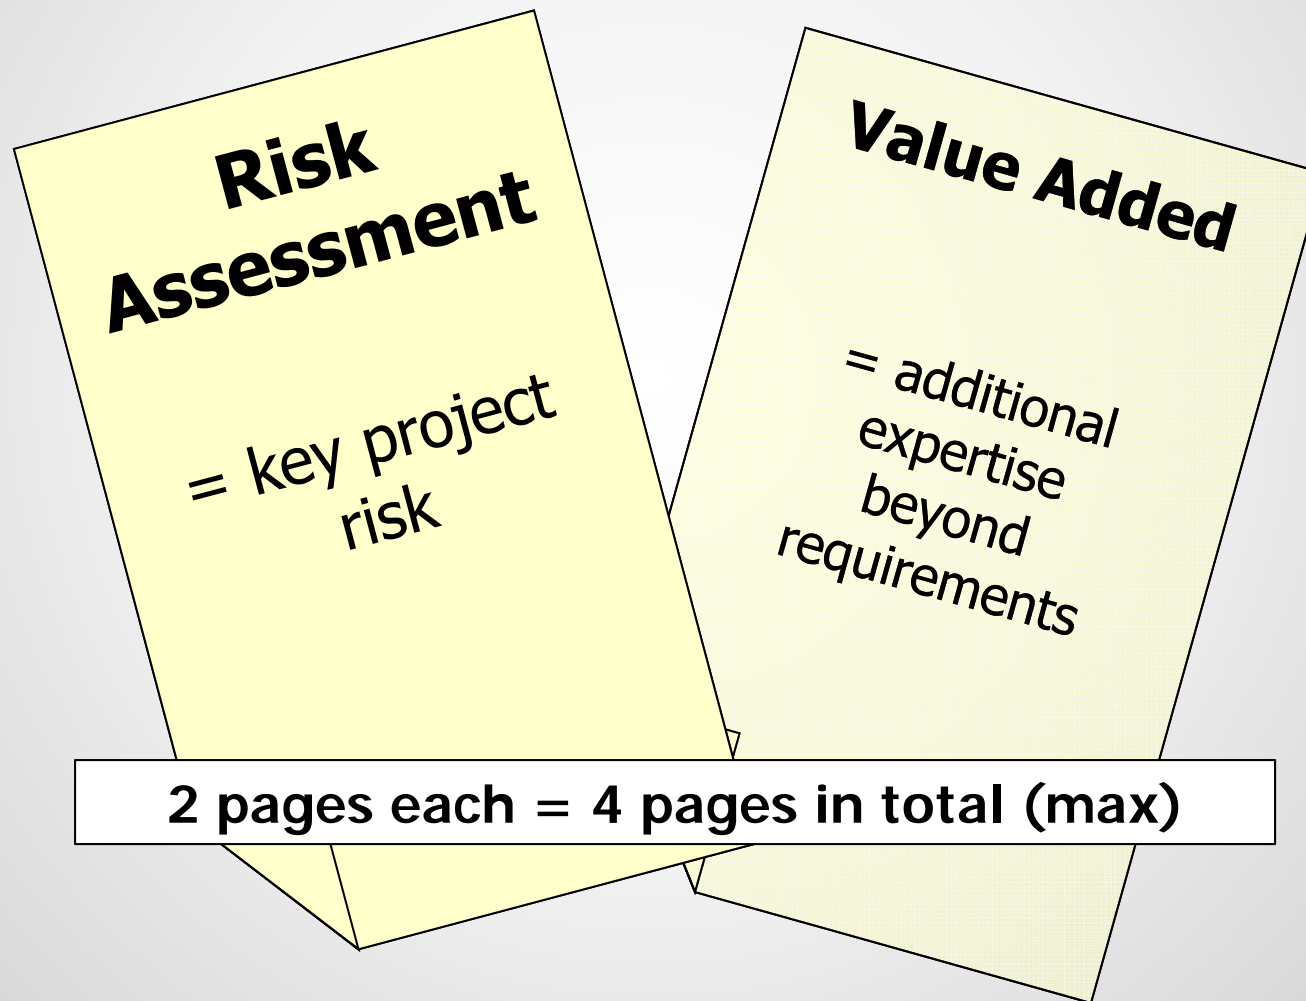 Risk
Assessment
= key project
risk
Value Added
= additional
expertise
beyond
requirements
2 pages each = 4 pages in total (max)